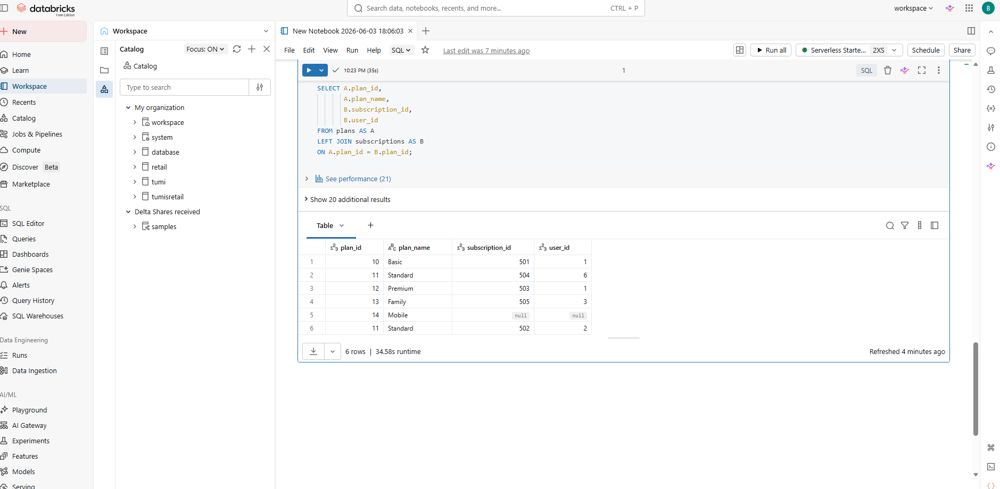 databricks
Free Edition
Search data, notebooks, recents, and more...
CTRL + P
workspace
B
New
Home
Learn
Workspace
Recents
Catalog
Jobs & Pipelines
Compute
Discover Beta
Marketplace
SQL
SQL Editor
Queries
Dashboards
Genie Spaces
Alerts
Query History
SQL Warehouses
Data Engineering
Runs
Data Ingestion
AI/ML
Playground
AI Gateway
Experiments
Features
Models
Serving
Workspace
Catalog
Focus: ON
Catalog
Type to search
My organization
workspace
system
database
retail
tumi
tumisretail
Delta Shares received
samples
New Notebook 2026-06-03 18:06:03
File Edit View Run Help SQL Last edit was 7 minutes ago
Run all Serverless Starte... 2XS Schedule Share
10:23 PM (35s) 1 SQL
SELECT A.plan_id,
A.plan_name,
B.subscription_id,
B.user_id
FROM plans AS A
LEFT JOIN subscriptions AS B
ON A.plan_id = B.plan_id;
See performance (21)
Show 20 additional results
Table
plan_id plan_name subscription_id user_id
1 10 Basic 501 1
2 11 Standard 504 6
3 12 Premium 503 1
4 13 Family 505 3
5 14 Mobile null null
6 11 Standard 502 2
6 rows | 34.58s runtime
Refreshed 4 minutes ago